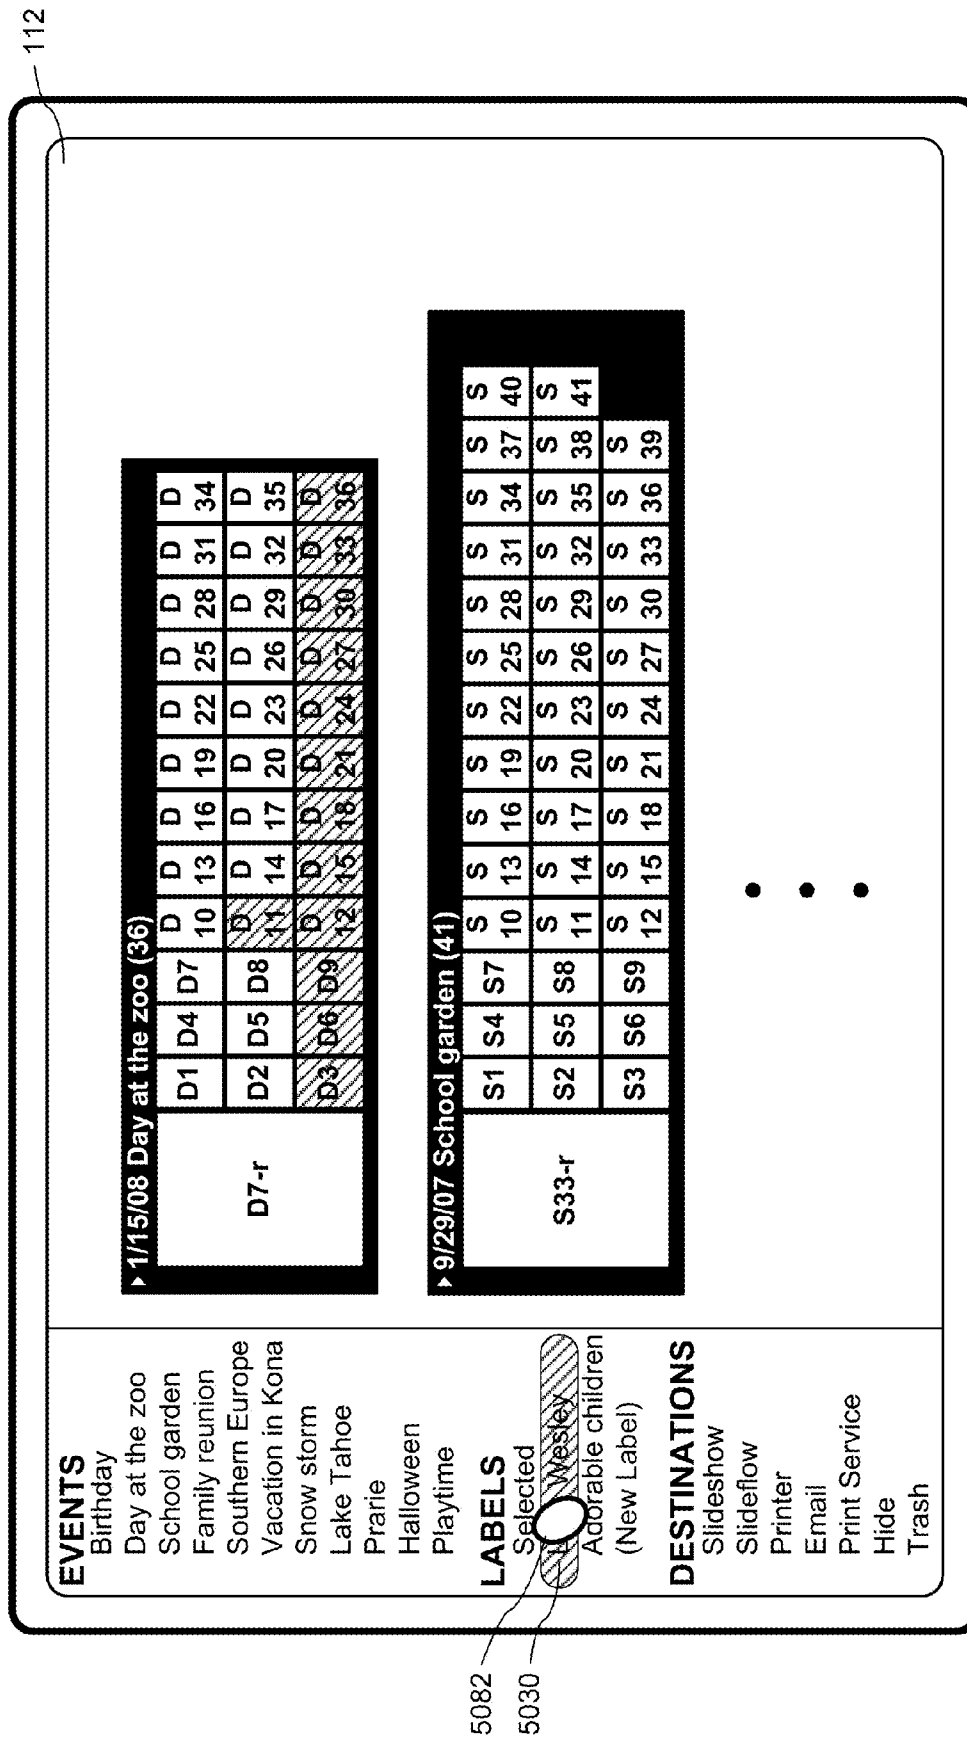 112
EVENTS
Birthday
Day at the zoo
School garden
Family reunion
Southern Europe
Vacation in Kona
Snow storm
Lake Tahoe
Prarie
Halloween
Playtime
LABELS
Selected
Wesley
Adorable children
(New Label)
DESTINATIONS
Slideshow
Slideflow
Printer
Email
Print Service
Hide
Trash
5082
5030
1/15/08 Day at the zoo (36)
D7-r
D1 D4 D7 D 10 D 13 D 16 D 19 D 22 D 25 D 28 D 31 D 34
D2 D5 D8 D 11 D 14 D 17 D 20 D 23 D 26 D 29 D 32 D 35
D3 D6 D9 D 12 D 15 D 18 D 21 D 24 D 27 D 30 D 33 D 36
9/29/07 School garden (41)
S33-r
S1 S4 S7 S 10 S 13 S 16 S 19 S 22 S 25 S 28 S 31 S 34 S 37 S 40
S2 S5 S8 S 11 S 14 S 17 S 20 S 23 S 26 S 29 S 32 S 35 S 38 S 41
S3 S6 S9 S 12 S 15 S 18 S 21 S 24 S 27 S 30 S 33 S 36 S 39